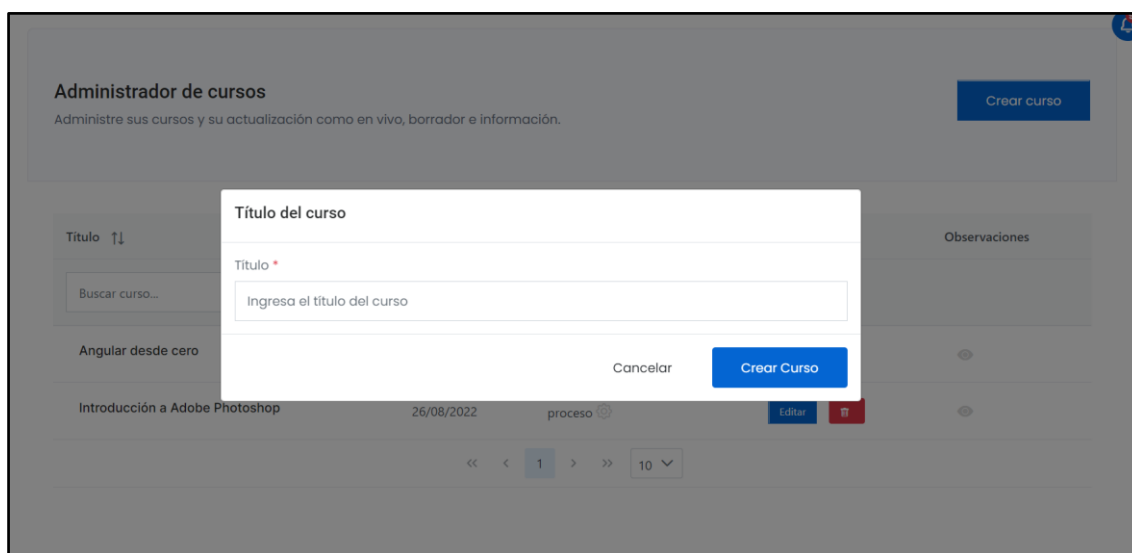 Administrador de cursos
Crear curso
Administre sus cursos y su actualización como en vivo, borrador e información.
Título del curso
Título
Observaciones
Título *
Buscar curso...
Ingresa el título del curso
Angular desde cero
Cancelar
Crear Curso
Introducción a Adobe Photoshop
26/08/2022
proceso
Editar
1
10